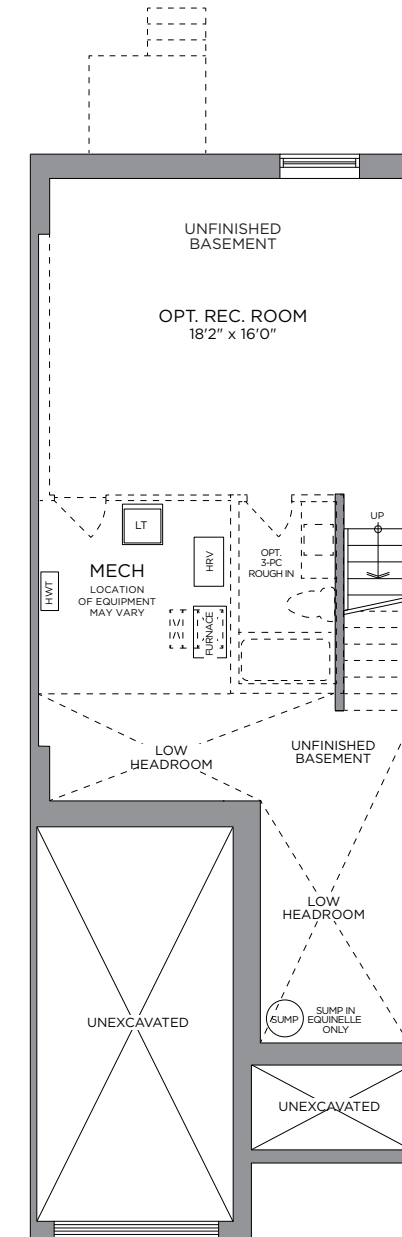 UNFINISHED
BASEMENT
OPT. REC. ROOM
18'2" x 16'0"
UP
LT
OPT.
3-PC
ROUGH IN
HRV
MECH
LOCATION
OF EQUIPMENT
MAY VARY
HWT
FURNACE
LOW
HEADROOM
UNFINISHED
BASEMENT
LOW
HEADROOM
SUMP
SUMP IN
EQUINELLE
ONLY
UNEXCAVATED
UNEXCAVATED